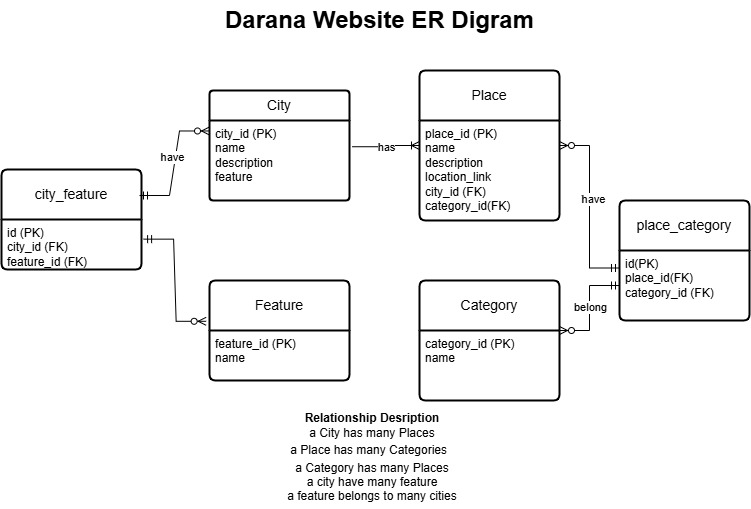 Darana Website ER Digram
City
city_id (PK)
name
description
feature
Place
place_id (PK)
name
description
location_link
city_id (FK)
category_id(FK)
have
has
have
city_feature
id (PK)
city_id (FK)
feature_id (FK)
place_category
id(PK)
place_id(FK)
category_id (FK)
Feature
feature_id (PK)
name
Category
category_id (PK)
name
belong
Relationship Desription
a City has many Places
a Place has many Categories
a Category has many Places
a city have many feature
a feature belongs to many cities